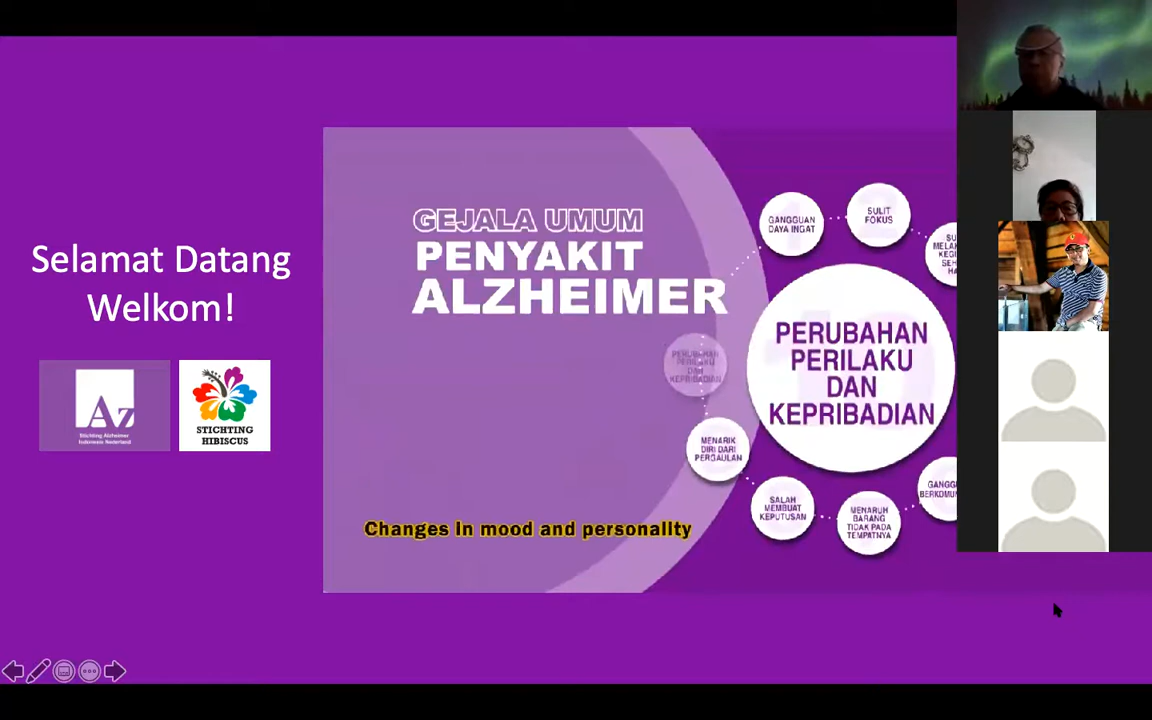 Selamat Datang
Welkom!
Az
Stichting Alzheimer
Indonesia Nederland
STICHTING
HIBISCUS
GEJALA UMUM
PENYAKIT
ALZHEIMER
Changes in mood and personality
GANGGUAN
DAYA INGAT
SULIT
FOKUS
PERUBAHAN
PERILAKU
DAN
KEPRIBADIAN
PERUBAHAN
PERILAKU
DAN
KEPRIBADIAN
MENARIK
DIRI DARI
PERGAULAN
SALAH
MEMBUAT
KEPUTUSAN
MENARUH
BARANG
TIDAK PADA
TEMPATNYA